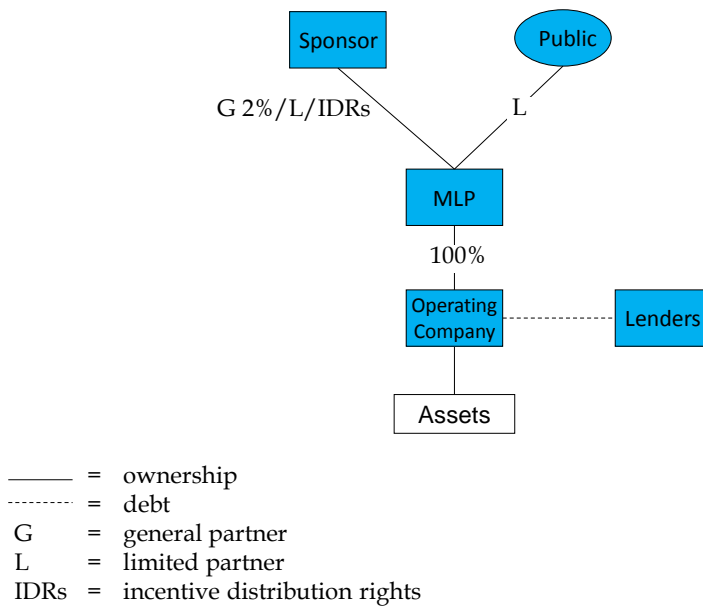 Sponsor
Public
G 2%/L/IDRs
L
MLP
100%
Operating
Company
Lenders
Assets
= ownership
= debt
G = general partner
L = limited partner
IDRs = incentive distribution rights